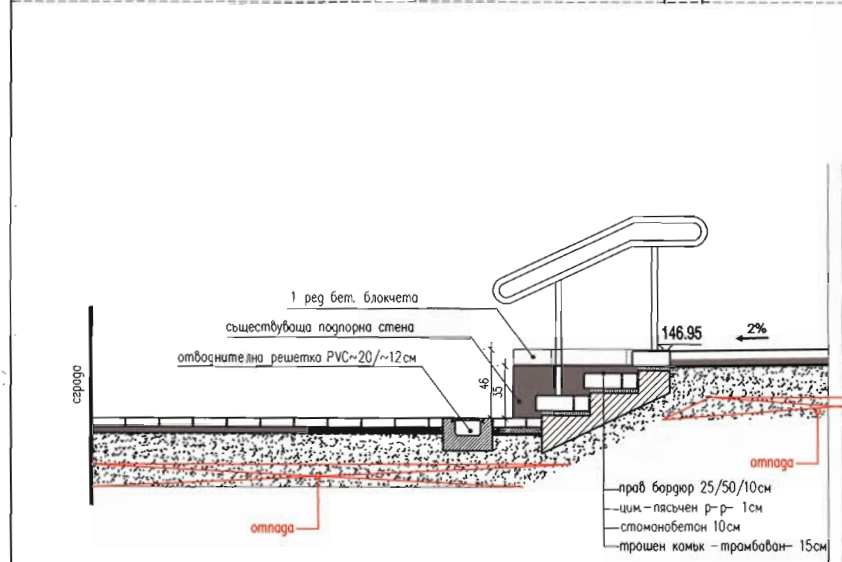 1 ред бет. блокчета
съществуваща подпорна стена
отводнителна решетка PVC~20/~12см
146.95
2%
46
35
сграда
отпада
отпада
прав бордюр 25/50/10см
цим.-пясъчен р-р- 1см
стоманобетон 10см
трошен камък -трамбован- 15см